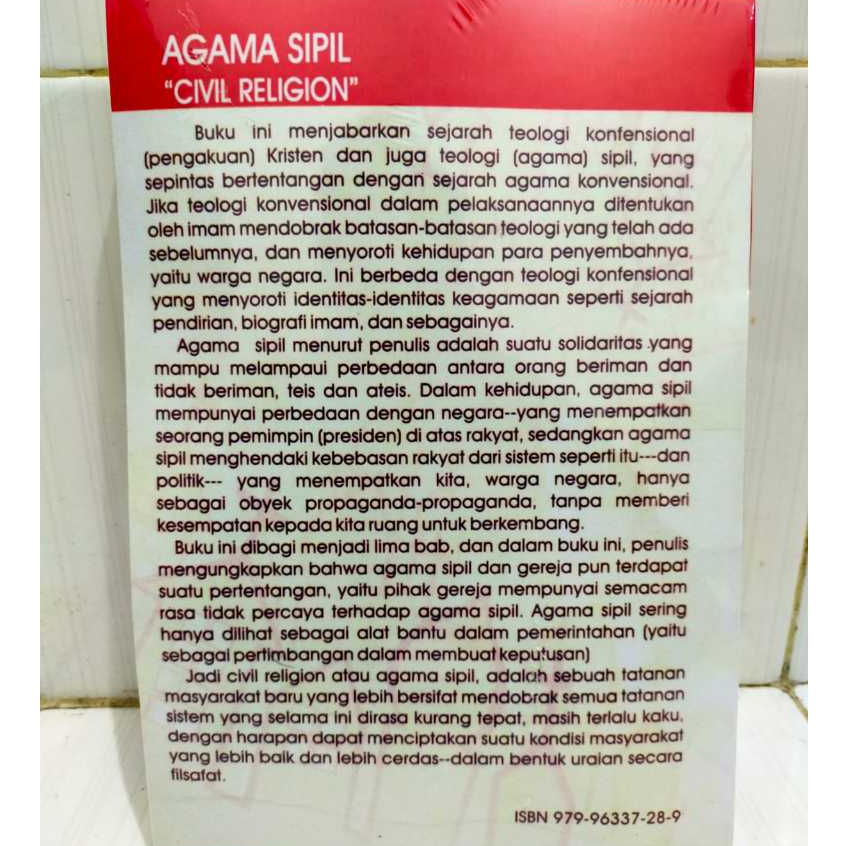 AGAMA SIPIL
"CIVIL RELIGION"
Buku ini menjabarkan sejarah teologi konfensional
(pengakuan) Kristen dan juga teologi (agama) sipil, yang
sepintas bertentangan dengan sejarah agama konvensional.
Jika teologi konvensional dalam pelaksanaannya ditentukan
oleh imam mendobrak batasan-batasan teologi yang telah ada
sebelumnya, dan menyoroti kehidupan para penyembahnya,
yaitu warga negara. Ini berbeda dengan teologi konfensional
yang menyoroti identitas-identitas keagamaan seperti sejarah
pendirian, biografi imam, dan sebagainya.
Agama sipil menurut penulis adalah suatu solidaritas yang
mampu melampaui perbedaan antara orang beriman dan
tidak beriman, teis dan ateis. Dalam kehidupan, agama sipil
mempunyai perbedaan dengan negara--yang menempatkan
seorang pemimpin (presiden) di atas rakyat, sedangkan agama
sipil menghendaki kebebasan rakyat dari sistem seperti itu---dan
politik--- yang menempatkan kita, warga negara, hanya
sebagai obyek propaganda-propaganda, tanpa memberi
kesempatan kepada kita ruang untuk berkembang.
Buku ini dibagi menjadi lima bab, dan dalam buku ini, penulis
mengungkapkan bahwa agama sipil dan gereja pun terdapat
suatu pertentangan, yaitu pihak gereja mempunyai semacam
rasa tidak percaya terhadap agama sipil. Agama sipil sering
hanya dilihat sebagai alat bantu dalam pemerintahan (yaitu
sebagai pertimbangan dalam membuat keputusan)
Jadi civil religion atau agama sipil, adalah sebuah tatanan
masyarakat baru yang lebih bersifat mendobrak semua tatanan
sistem yang selama ini dirasa kurang tepat, masih terlalu kaku,
dengan harapan dapat menciptakan suatu kondisi masyarakat
yang lebih baik dan lebih cerdas--dalam bentuk uraian secara
filsafat.
ISBN 979-96337-28-9